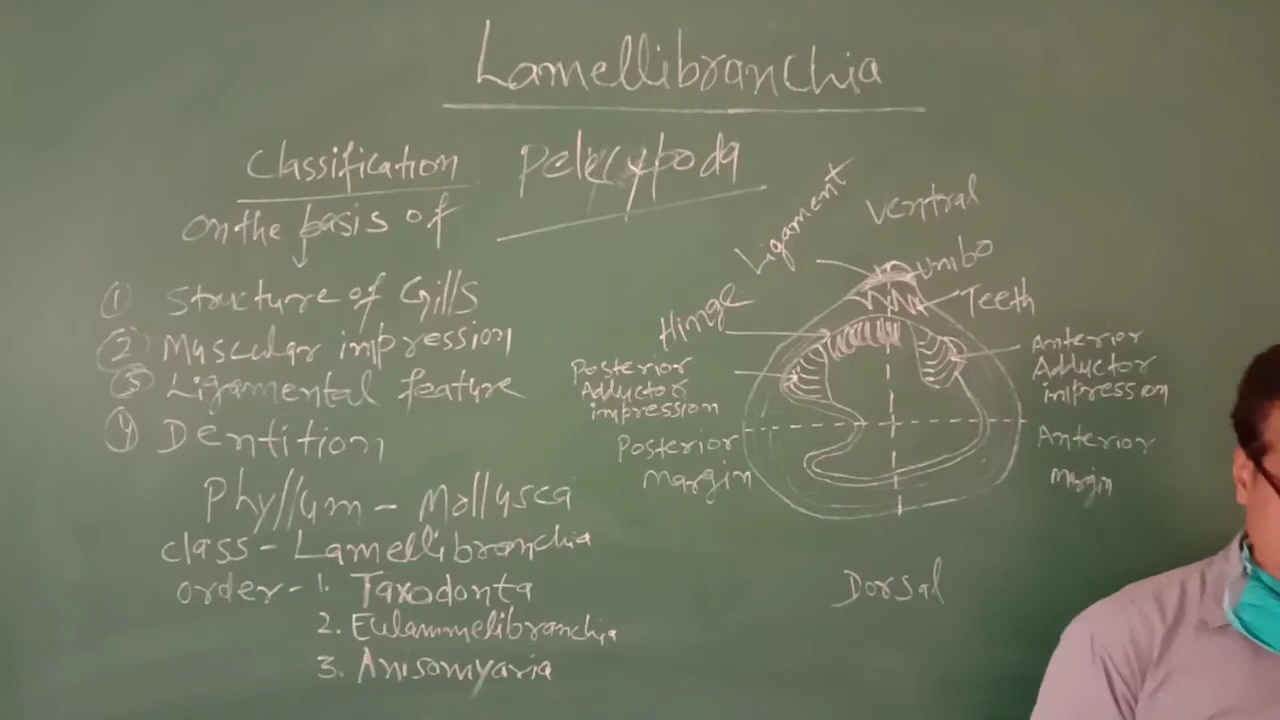 Lamellibranchia
Classification
Pelecypoda
on the basis of
① Structure of Gills
② Muscular impression
③ Ligamental feature
④ Dentition
Phyllum - Mollusca
class - Lamellibranchia
order - 1. Taxodonta
2. Eulammelibranchia
3. Anisomyaria
Ventral
Ligament
umbo
Teeth
Hinge
Posterior
Adductor
impression
Anterior
Adductor
impression
Posterior
margin
Anterior
margin
Dorsal